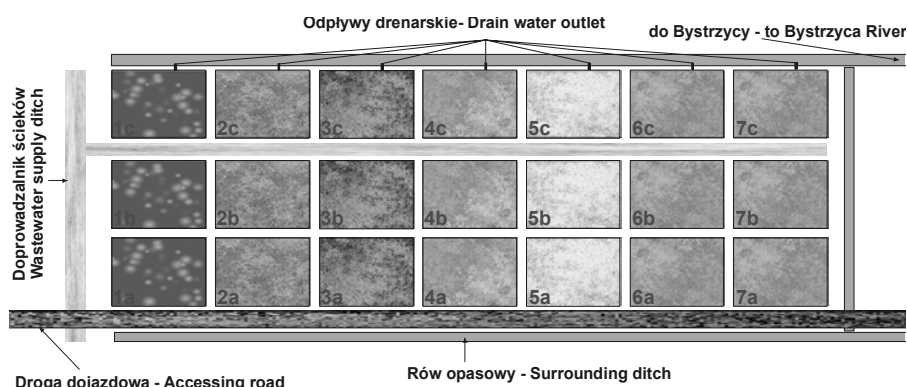 Odpływy drenarskie- Drain water outlet
do Bystrzycy - to Bystrzyca River
Doprowadzalnik ścieków
Wastewater supply ditch
1c 2c 3c 4c 5c 6c 7c
1b 2b 3b 4b 5b 6b 7b
1a 2a 3a 4a 5a 6a 7a
Droga dojazdowa - Accessing road
Rów opasowy - Surrounding ditch